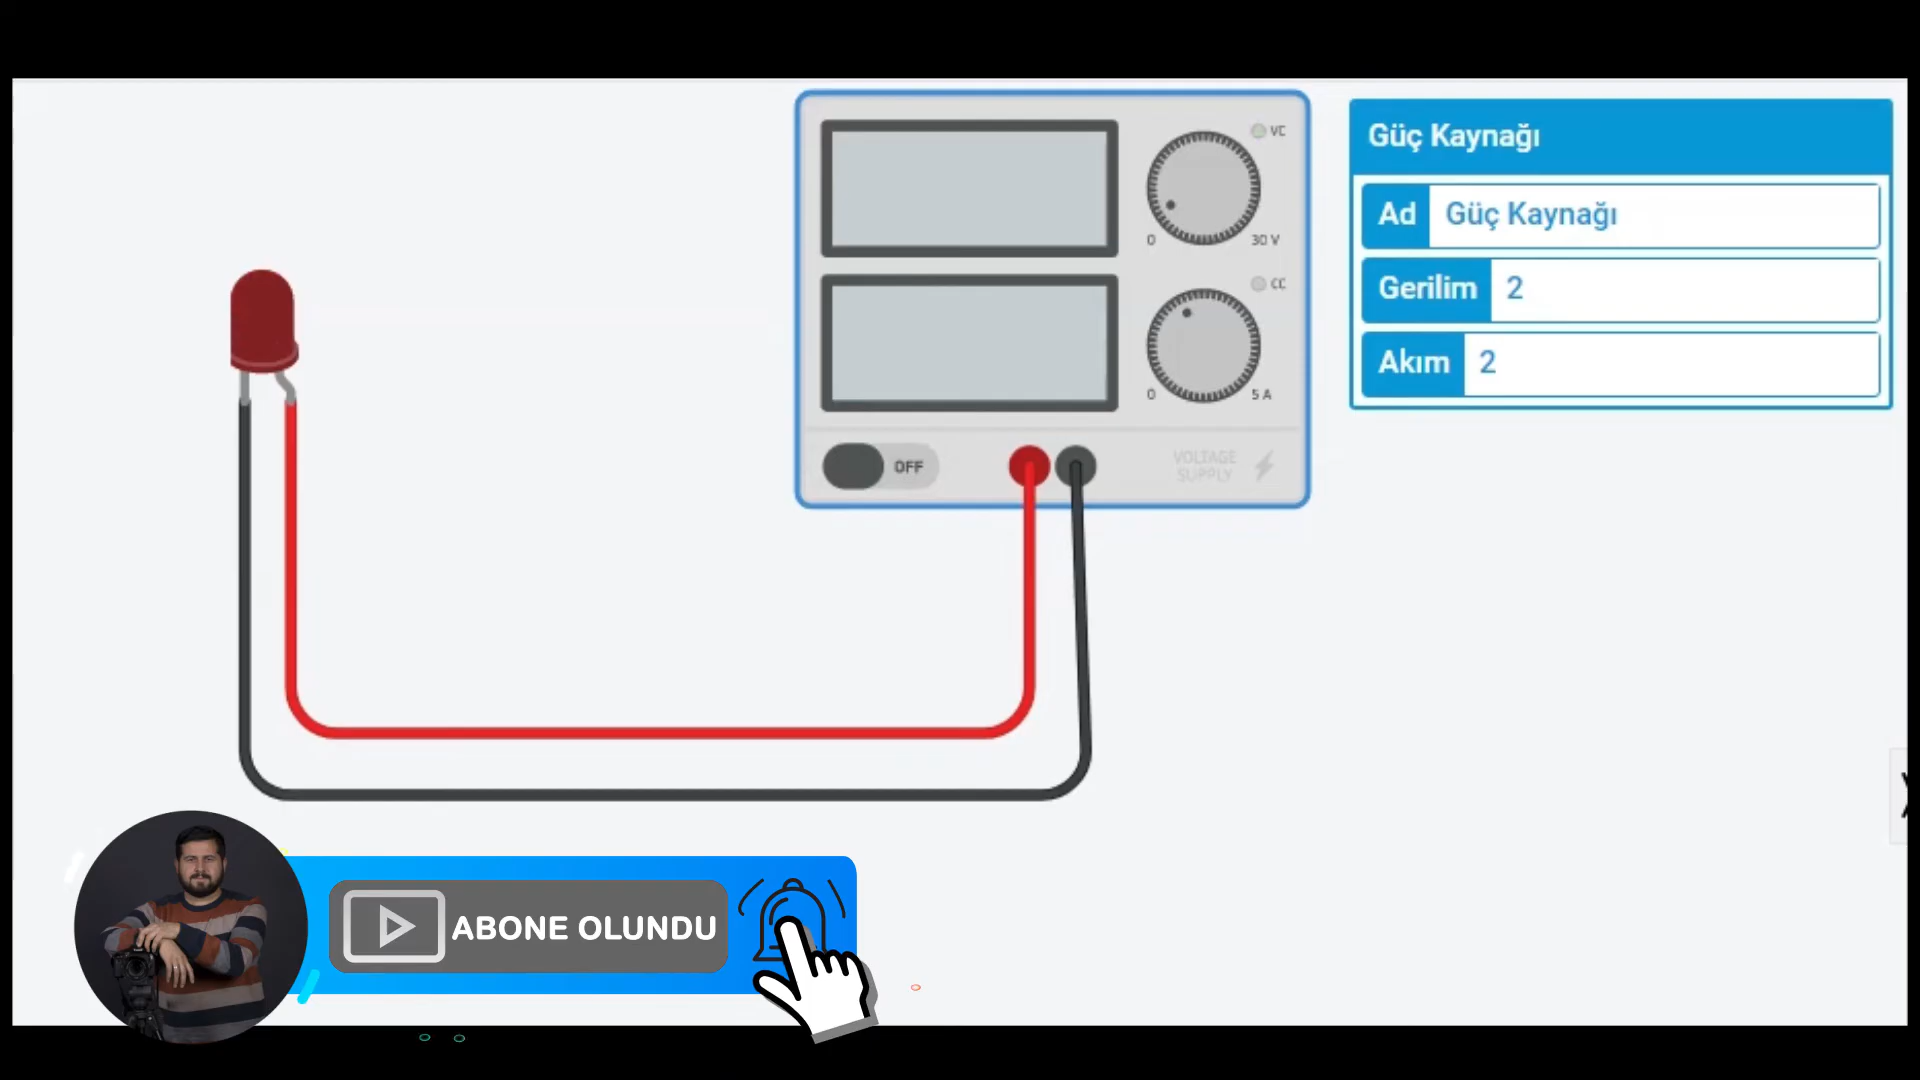 VC
0
30 V
CC
0
5 A
OFF
VOLTAGE
SUPPLY
Güç Kaynağı
Ad
Güç Kaynağı
Gerilim
2
Akım
2
ABONE OLUNDU